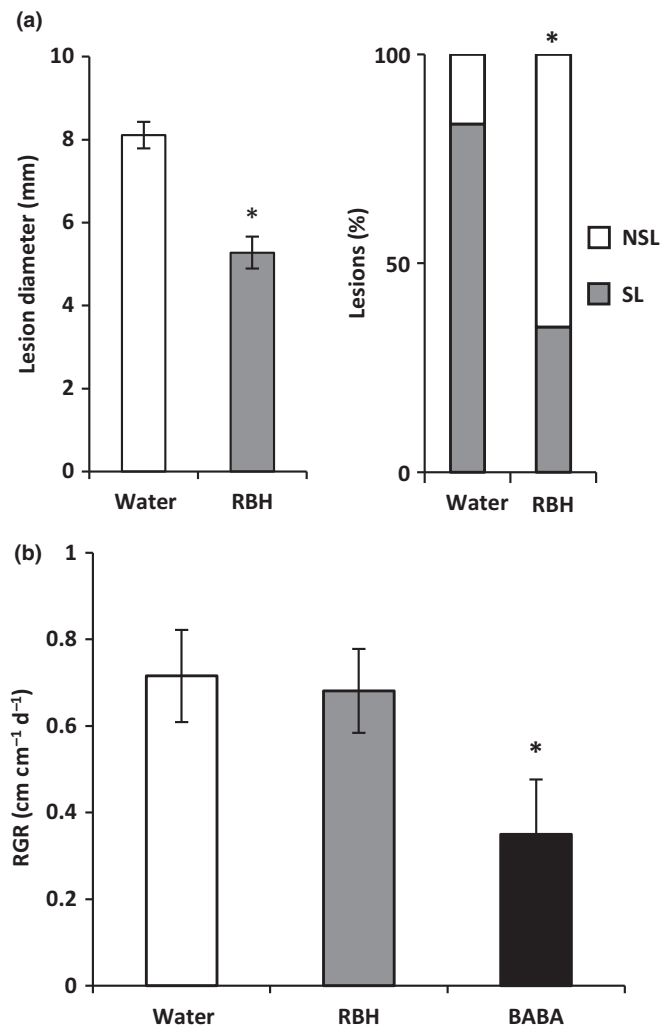 (a)
10
8
6
4
2
0
Lesion diameter (mm)
*
Water RBH
100
50
0
Lesions (%)
*
NSL
SL
Water RBH
(b)
1
0.8
0.6
0.4
0.2
0
RGR (cm cm⁻¹ d⁻¹)
*
Water RBH BABA